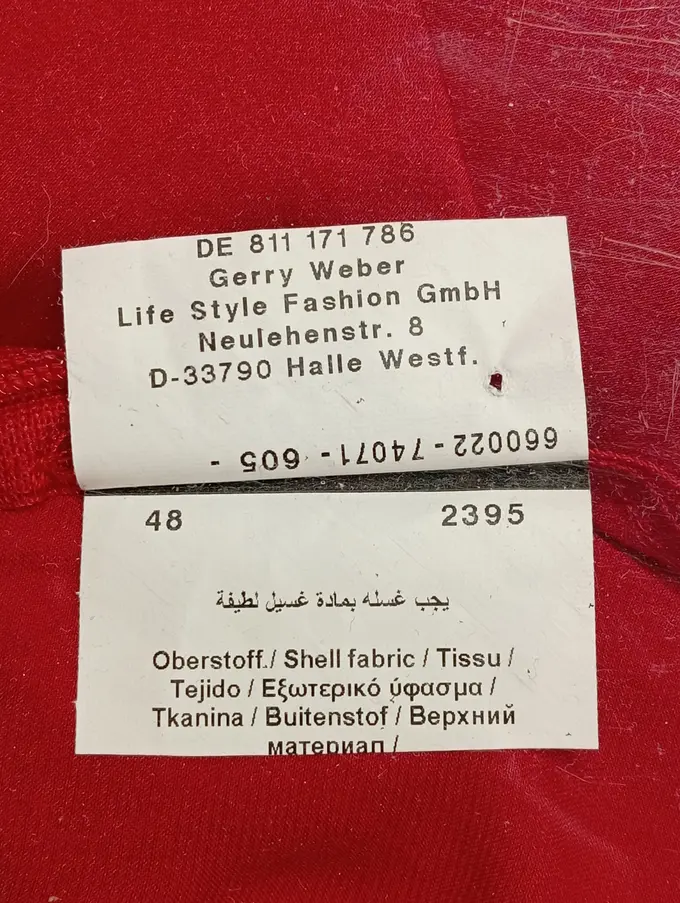 DE 811 171 786
Gerry Weber
Life Style Fashion GmbH
Neulehenstr. 8
D-33790 Halle Westf.
660022-74071-605-
48 2395
يجب غسله بمادة غسيل لطيفة
Oberstoff./ Shell fabric / Tissu /
Tejido / Εξωτερικό ύφασμα /
Tkanina / Buitenstof / Верхний
материал /